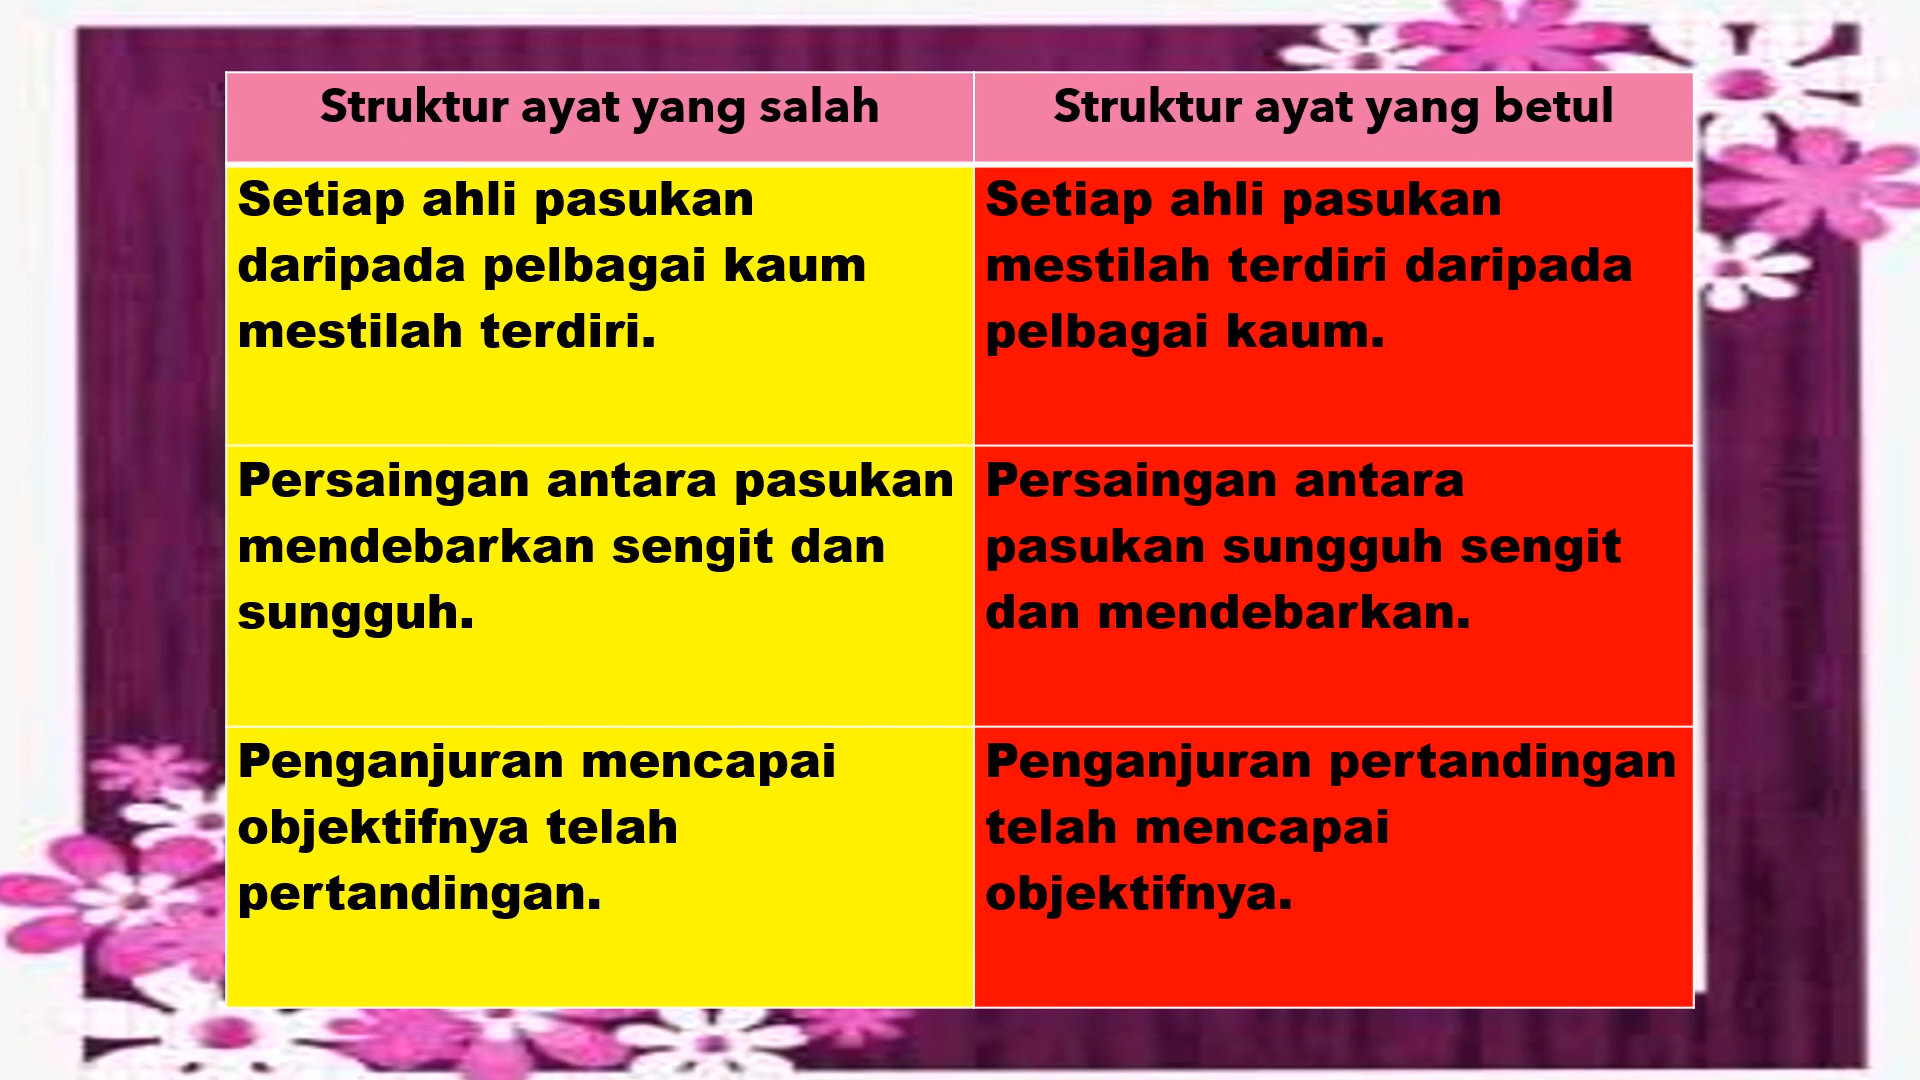 Struktur ayat yang salah
Struktur ayat yang betul
Setiap ahli pasukan
daripada pelbagai kaum
mestilah terdiri.
Setiap ahli pasukan
mestilah terdiri daripada
pelbagai kaum.
Persaingan antara pasukan
mendebarkan sengit dan
sungguh.
Persaingan antara
pasukan sungguh sengit
dan mendebarkan.
Penganjuran mencapai
objektifnya telah
pertandingan.
Penganjuran pertandingan
telah mencapai
objektifnya.